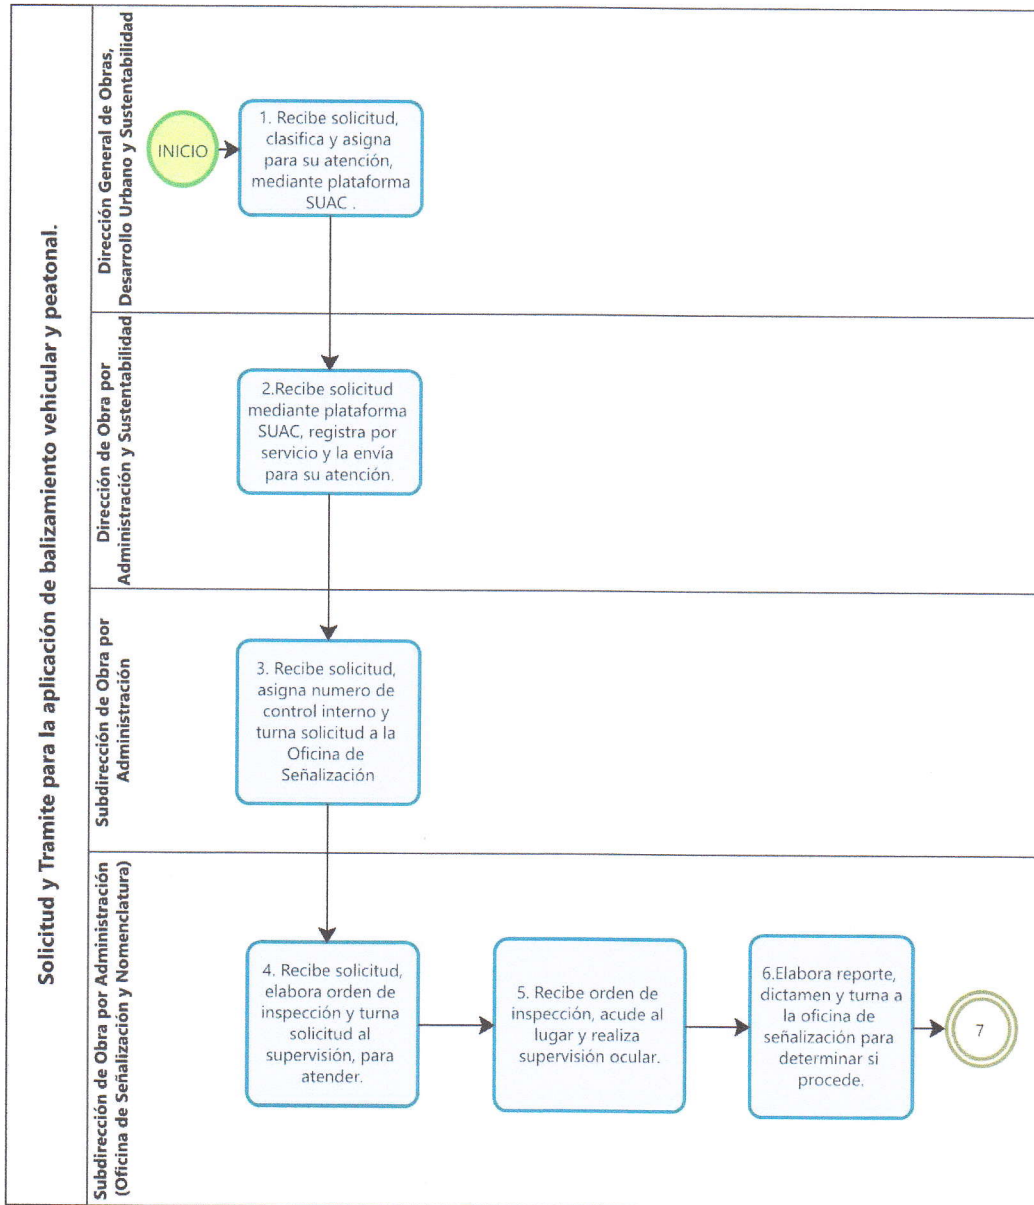 Solicitud y Tramite para la aplicación de balizamiento vehicular y peatonal.
Dirección General de Obras,
Desarrollo Urbano y Sustentabilidad
INICIO
1. Recibe solicitud,
clasifica y asigna
para su atención,
mediante plataforma
SUAC .
Dirección de Obra por
Administración y Sustentabilidad
2.Recibe solicitud
mediante plataforma
SUAC, registra por
servicio y la envía
para su atención.
Subdirección de Obra por
Administración
3. Recibe solicitud,
asigna numero de
control interno y
turna solicitud a la
Oficina de
Señalización
Subdirección de Obra por Administración
(Oficina de Señalización y Nomenclatura)
4. Recibe solicitud,
elabora orden de
inspección y turna
solicitud al
supervisión, para
atender.
5. Recibe orden de
inspección, acude al
lugar y realiza
supervisión ocular.
6.Elabora reporte,
dictamen y turna a
la oficina de
señalización para
determinar si
procede.
7